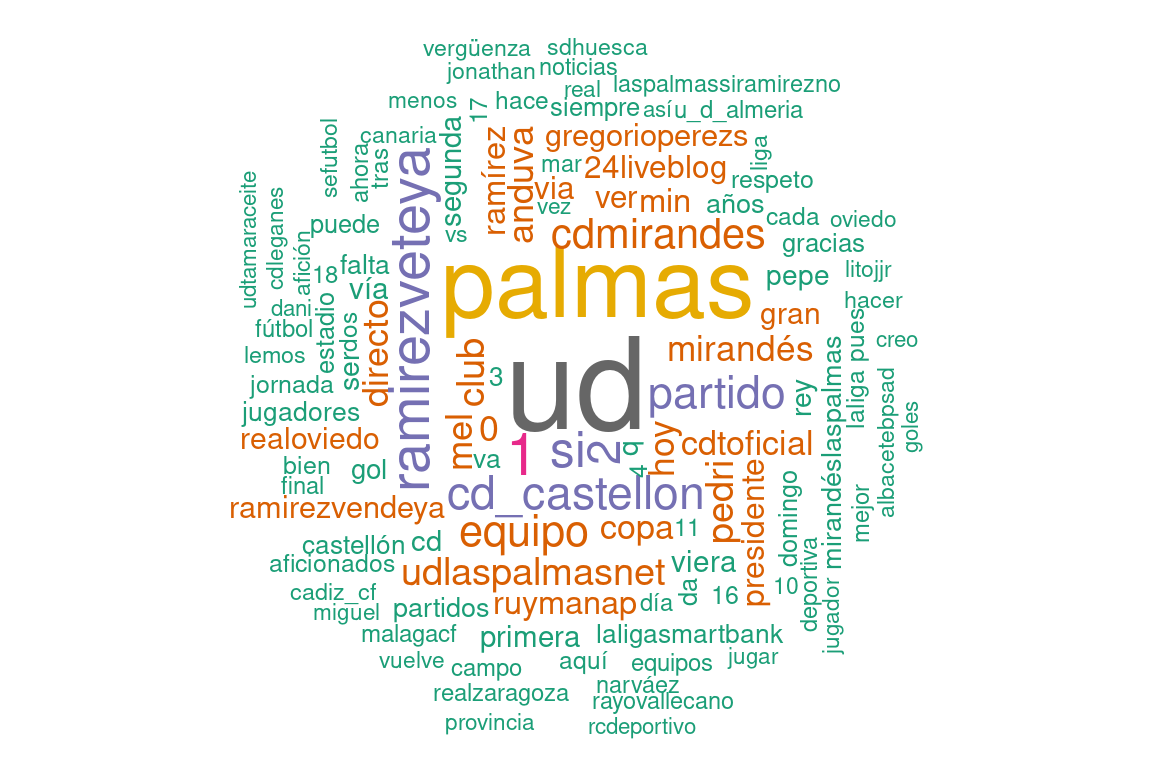 vergüenza
sdhuesca
jonathan
noticias
real
laspalmassiramirezno
menos
17
hace
siempre
así
u_d_almeria
sefutbol
canaria
ahora
tras
segunda
ramírez
anduva
gregorioperezs
mar
24liveblog
liga
respeto
via
vez
ver
min
años
cada
oviedo
udtamaraceite
cdleganes
afición
puede
ramirezveteya
vs
cdmirandes
gracias
18
falta
vía
palmas
pepe
litojjr
hacer
dani
fútbol
estadio
serdos
directo
gran
lemos
club
3
ud
mirandés
pues
creo
jornada
partido
rey
laliga
mirandéslaspalmas
albacetebpsad
goles
jugadores
realoviedo
mel
0
1
si
2
q
4
hoy
cdtoficial
bien
gol
va
final
ramirezvendeya
cd_castellon
pedri
presidente
domingo
mejor
castellón
cd
equipo
copa
11
aficionados
udlaspalmasnet
viera
da
16
10
deportiva
jugador
cadiz_cf
miguel
partidos
ruymanap
día
malagacf
primera
laligasmartbank
vuelve
campo
aquí
equipos
jugar
realzaragoza
narváez
rayovallecano
provincia
rcdeportivo